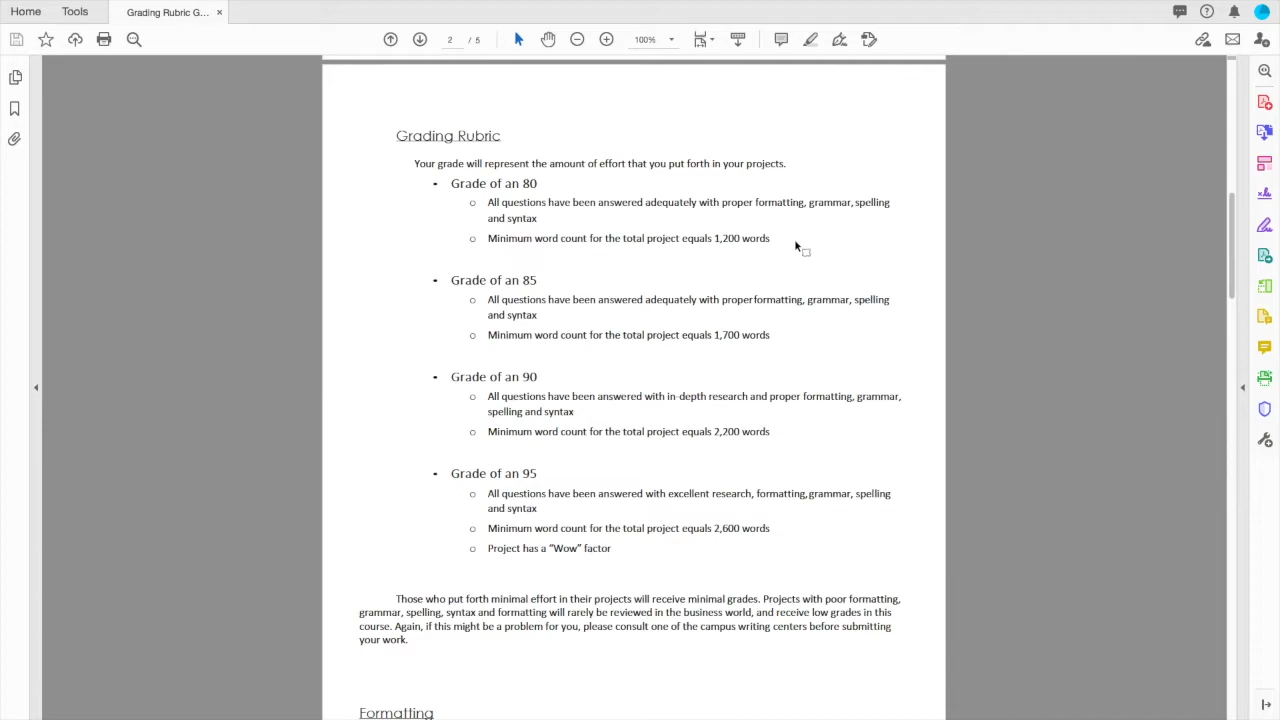 Home
Tools
Grading Rubric G...
×
2 / 5
100%
Grading Rubric
Your grade will represent the amount of effort that you put forth in your projects.
▪ Grade of an 80
o All questions have been answered adequately with proper formatting, grammar, spelling
and syntax
o Minimum word count for the total project equals 1,200 words
▪ Grade of an 85
o All questions have been answered adequately with proper formatting, grammar, spelling
and syntax
o Minimum word count for the total project equals 1,700 words
▪ Grade of an 90
o All questions have been answered with in-depth research and proper formatting, grammar,
spelling and syntax
o Minimum word count for the total project equals 2,200 words
▪ Grade of an 95
o All questions have been answered with excellent research, formatting, grammar, spelling
and syntax
o Minimum word count for the total project equals 2,600 words
o Project has a “Wow” factor
Those who put forth minimal effort in their projects will receive minimal grades. Projects with poor formatting,
grammar, spelling, syntax and formatting will rarely be reviewed in the business world, and receive low grades in this
course. Again, if this might be a problem for you, please consult one of the campus writing centers before submitting
your work.
Formatting